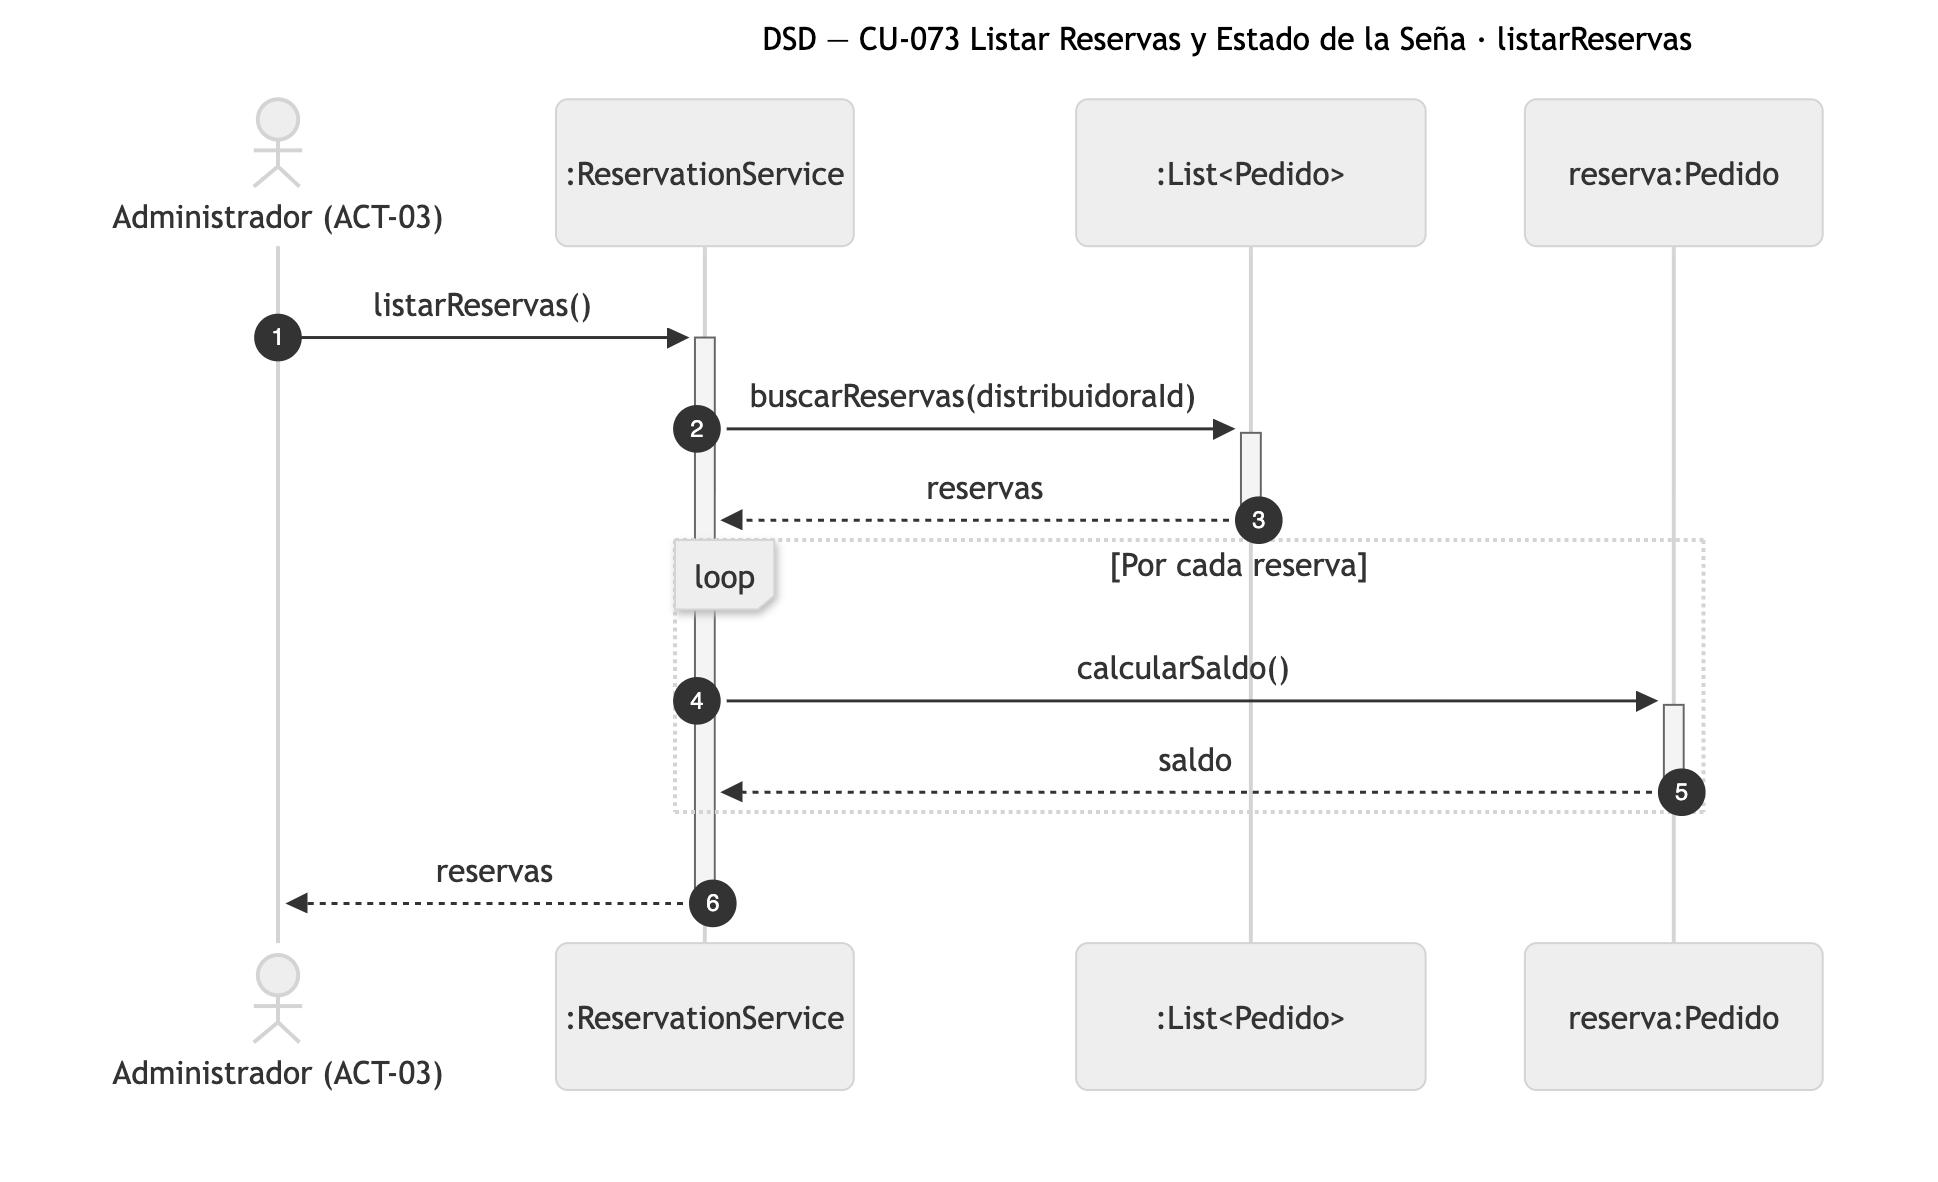 DSD — CU-073 Listar Reservas y Estado de la Seña · listarReservas
Administrador (ACT-03)
:ReservationService
:List<Pedido>
reserva:Pedido
listarReservas()
1
buscarReservas(distribuidoraId)
2
reservas
3
loop
[Por cada reserva]
calcularSaldo()
4
saldo
5
reservas
6
Administrador (ACT-03)
:ReservationService
:List<Pedido>
reserva:Pedido